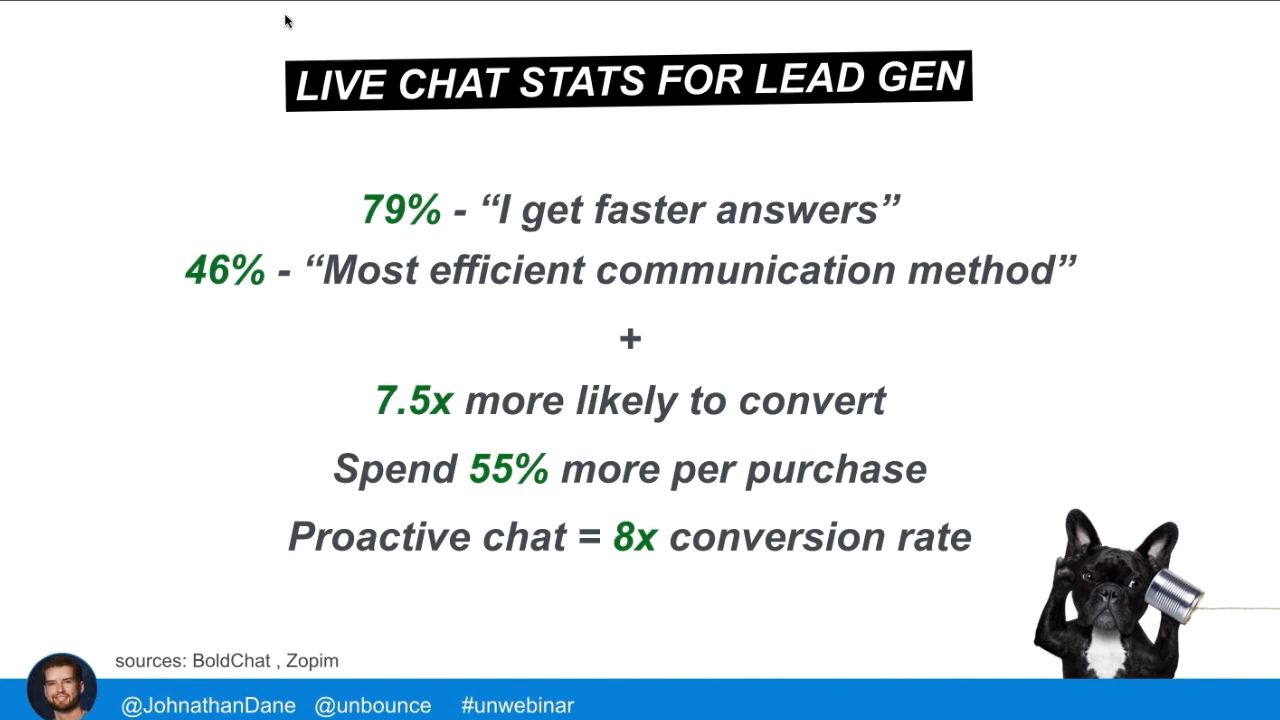 LIVE CHAT STATS FOR LEAD GEN
79% - “I get faster answers”
46% - “Most efficient communication method”
+
7.5x more likely to convert
Spend 55% more per purchase
Proactive chat = 8x conversion rate
sources: BoldChat , Zopim
@JohnathanDane @unbounce #unwebinar